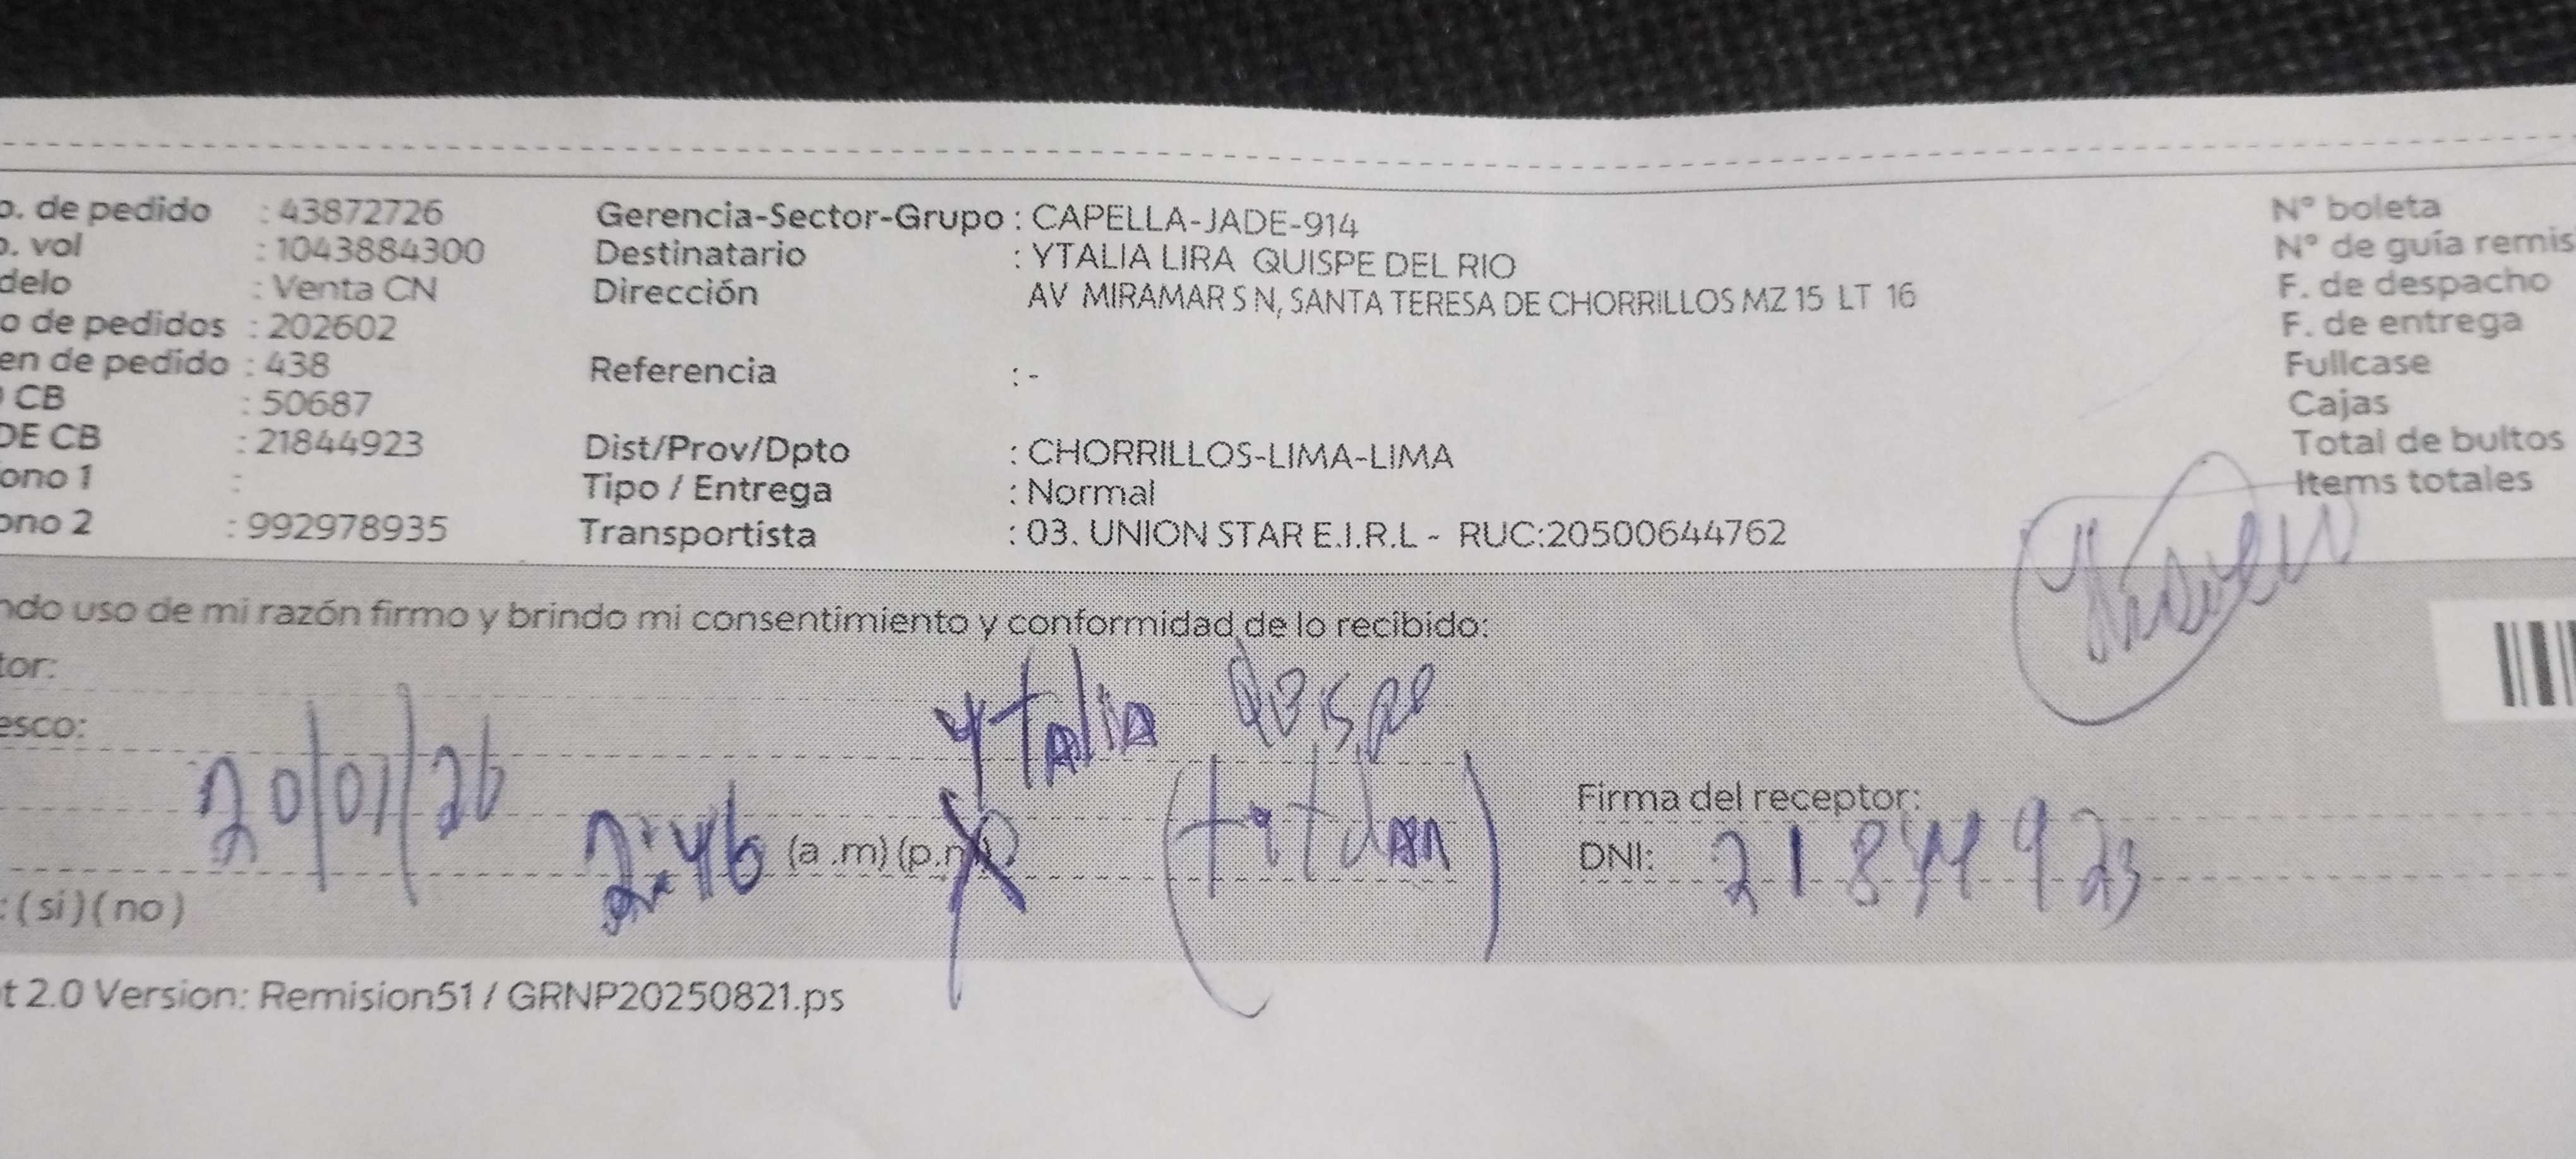 o. de pedido : 43872726 Gerencia-Sector-Grupo : CAPELLA-JADE-914 N° boleta
o. vol : 1043884300 Destinatario : YTALIA LIRA QUISPE DEL RIO N° de guía remis
delo : Venta CN Dirección AV MIRAMAR S N, SANTA TERESA DE CHORRILLOS MZ 15 LT 16 F. de despacho
o de pedidos : 202602 F. de entrega
en de pedido : 438 Referencia : - Fullcase
CB : 50687 Cajas
DE CB : 21844923 Dist/Prov/Dpto : CHORRILLOS-LIMA-LIMA Total de bultos
ono 1 : Tipo / Entrega : Normal Items totales
ono 2 : 992978935 Transportista : 03. UNION STAR E.I.R.L - RUC:20500644762
ndo uso de mi razón firmo y brindo mi consentimiento y conformidad de lo recibido:
tor:
esco: YTAlia QUispe
20/01/26 Firma del receptor:
2:46 (a .m) (p.m) DNI: 21844923
: (si) (no)
t 2.0 Version: Remision51 / GRNP20250821.ps